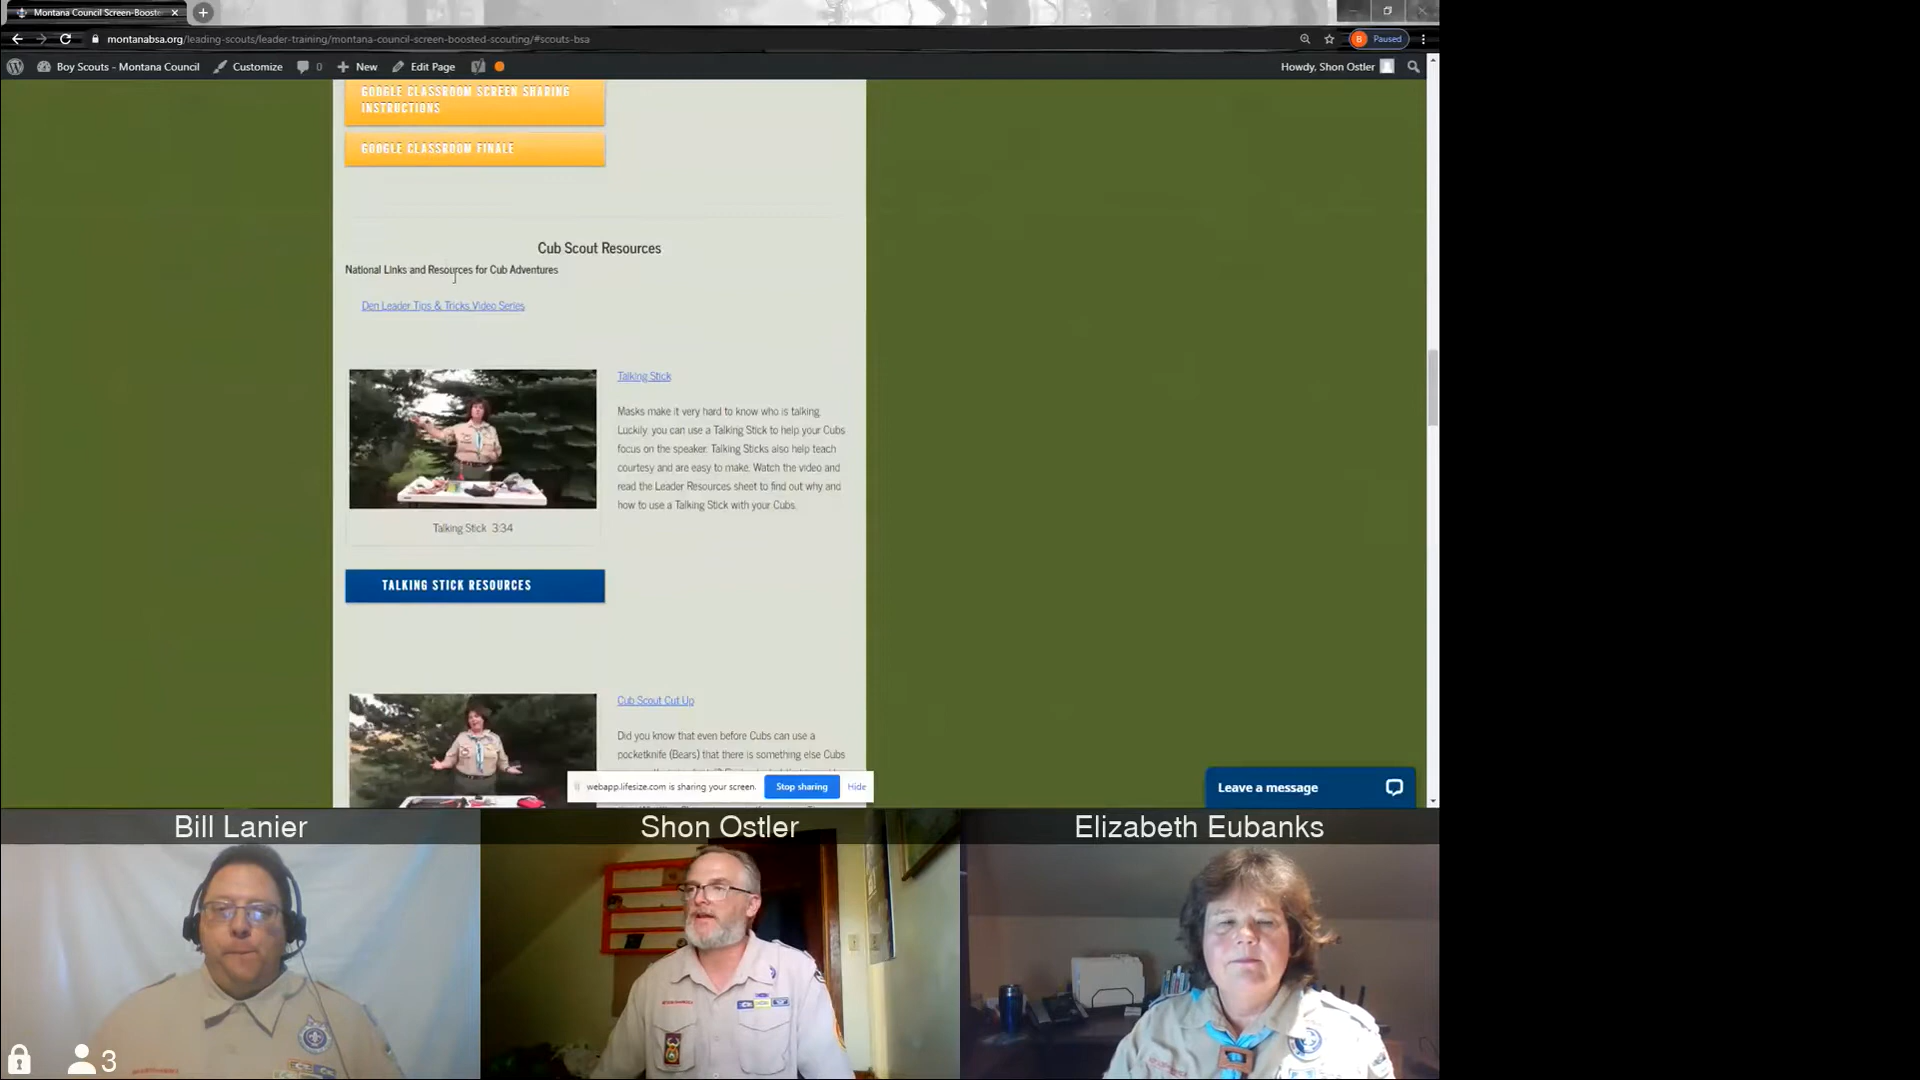 Montana Council Screen-Booste
montanabsa.org/leading-scouts/leader-training/montana-council-screen-boosted-scouting/#scouts-bsa
Paused
Boy Scouts - Montana Council
Customize
0
New
Edit Page
Howdy, Shon Ostler
GOOGLE CLASSROOM SCREEN SHARING
INSTRUCTIONS
GOOGLE CLASSROOM FINALE
Cub Scout Resources
National Links and Resources for Cub Adventures
Den Leader Tips & Tricks Video Series
Talking Stick
Masks make it very hard to know who is talking.
Luckily, you can use a Talking Stick to help your Cubs
focus on the speaker. Talking Sticks also help teach
courtesy and are easy to make. Watch the video and
read the Leader Resources sheet to find out why and
how to use a Talking Stick with your Cubs.
Talking Stick 3:34
TALKING STICK RESOURCES
Cub Scout Cut Up
Did you know that even before Cubs can use a
pocketknife (Bears) that there is something else Cubs
webapp.lifesize.com is sharing your screen.
Stop sharing
Hide
Leave a message
Bill Lanier
Shon Ostler
Elizabeth Eubanks
3